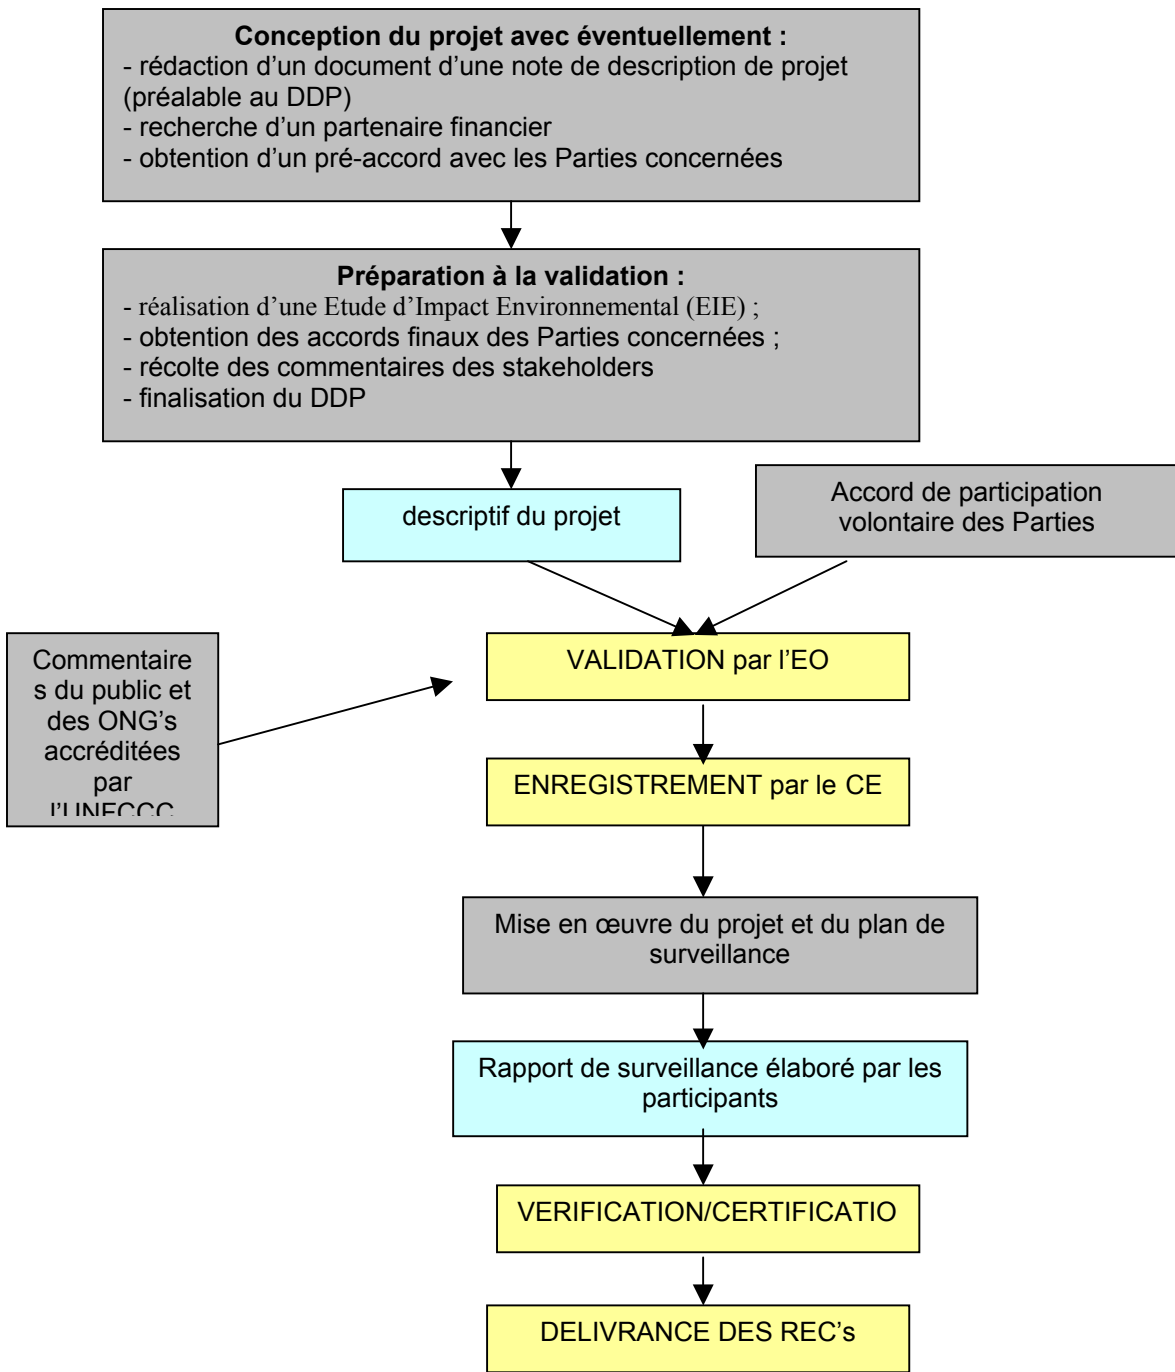 Conception du projet avec éventuellement :
- rédaction d’un document d’une note de description de projet
(préalable au DDP)
- recherche d’un partenaire financier
- obtention d’un pré-accord avec les Parties concernées
Préparation à la validation :
- réalisation d’une Etude d’Impact Environnemental (EIE) ;
- obtention des accords finaux des Parties concernées ;
- récolte des commentaires des stakeholders
- finalisation du DDP
descriptif du projet
Accord de participation
volontaire des Parties
Commentaire
s du public et
des ONG’s
accréditées
par
l’UNFCCC
VALIDATION par l’EO
ENREGISTREMENT par le CE
Mise en œuvre du projet et du plan de
surveillance
Rapport de surveillance élaboré par les
participants
VERIFICATION/CERTIFICATIO
DELIVRANCE DES REC’s